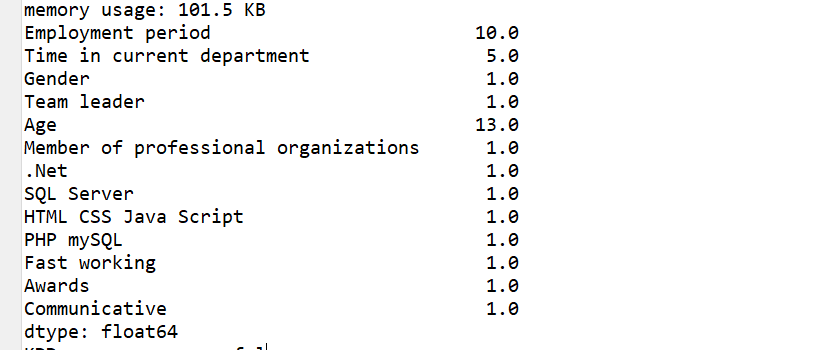 memory usage: 101.5 KB
Employment period 10.0
Time in current department 5.0
Gender 1.0
Team leader 1.0
Age 13.0
Member of professional organizations 1.0
.Net 1.0
SQL Server 1.0
HTML CSS Java Script 1.0
PHP mySQL 1.0
Fast working 1.0
Awards 1.0
Communicative 1.0
dtype: float64